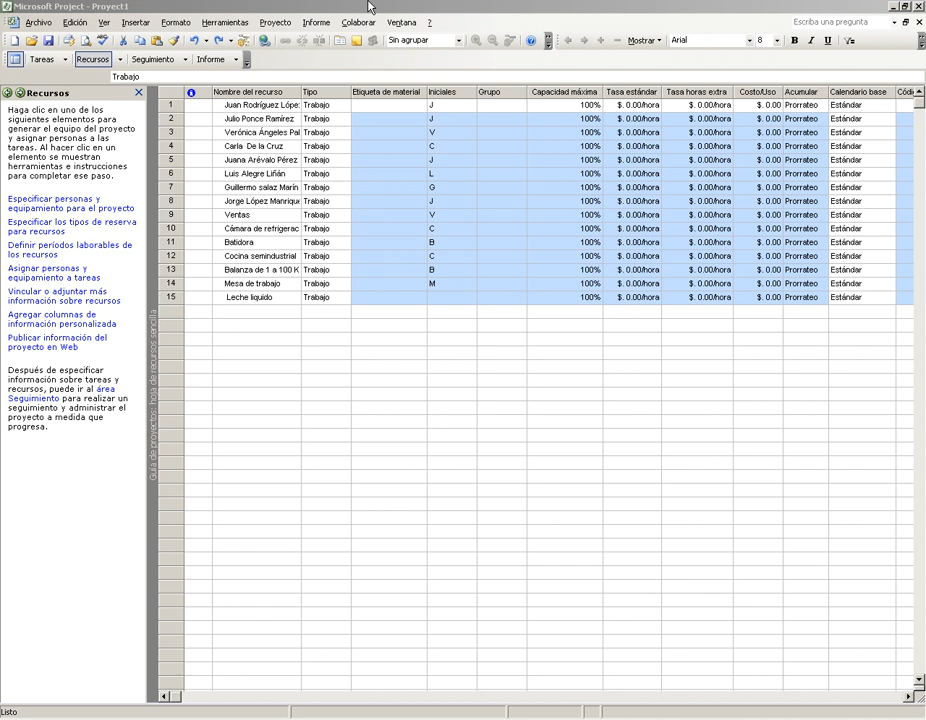 Microsoft Project - Proyect1
Archivo Edición Ver Insertar Formato Herramientas Proyecto Informe Colaborar Ventana ? Escriba una pregunta
Sin agrupar Mostrar Arial 8 N K S
Tareas Recursos Seguimiento Informe
Trabajo
Recursos
Haga clic en uno de los
siguientes elementos para
generar el equipo del proyecto
y asignar personas a las
tareas. Al hacer clic en un
elemento se muestran
herramientas e instrucciones
para completar ese paso.
Especificar personas y
equipamiento para el proyecto
Especificar los tipos de reserva
para recursos
Definir períodos laborables de
los recursos
Asignar personas y
equipamiento a tareas
Vincular o adjuntar más
información sobre recursos
Agregar columnas de
información personalizada
Publicar información del
proyecto en Web
Después de especificar
información sobre tareas y
recursos, puede ir al área
Seguimiento para realizar un
seguimiento y administrar el
proyecto a medida que
progresa.
Guía de proyectos: hoja de recursos sencilla
Nombre del recurso Tipo Etiqueta de material Iniciales Grupo Capacidad máxima Tasa estándar Tasa horas extra Costo/Uso Acumular Calendario base Códi
1 Juan Rodríguez Lópe: Trabajo J 100% $. 0.00/hora $. 0.00/hora $. 0.00 Prorrateo Estándar
2 Julio Ponce Ramírez Trabajo J 100% $. 0.00/hora $. 0.00/hora $. 0.00 Prorrateo Estándar
3 Verónica Ángeles Pal Trabajo V 100% $. 0.00/hora $. 0.00/hora $. 0.00 Prorrateo Estándar
4 Carla De la Cruz Trabajo C 100% $. 0.00/hora $. 0.00/hora $. 0.00 Prorrateo Estándar
5 Juana Arévalo Pérez Trabajo J 100% $. 0.00/hora $. 0.00/hora $. 0.00 Prorrateo Estándar
6 Luis Alegre Liñán Trabajo L 100% $. 0.00/hora $. 0.00/hora $. 0.00 Prorrateo Estándar
7 Guillermo salaz Marín Trabajo G 100% $. 0.00/hora $. 0.00/hora $. 0.00 Prorrateo Estándar
8 Jorge López Manrique Trabajo J 100% $. 0.00/hora $. 0.00/hora $. 0.00 Prorrateo Estándar
9 Ventas Trabajo V 100% $. 0.00/hora $. 0.00/hora $. 0.00 Prorrateo Estándar
10 Cámara de refrigerac Trabajo C 100% $. 0.00/hora $. 0.00/hora $. 0.00 Prorrateo Estándar
11 Batidora Trabajo B 100% $. 0.00/hora $. 0.00/hora $. 0.00 Prorrateo Estándar
12 Cocina semindustrial Trabajo C 100% $. 0.00/hora $. 0.00/hora $. 0.00 Prorrateo Estándar
13 Balanza de 1 a 100 K Trabajo B 100% $. 0.00/hora $. 0.00/hora $. 0.00 Prorrateo Estándar
14 Mesa de trabajo Trabajo M 100% $. 0.00/hora $. 0.00/hora $. 0.00 Prorrateo Estándar
15 Leche liquido Trabajo 100% $. 0.00/hora $. 0.00/hora $. 0.00 Prorrateo Estándar
Listo